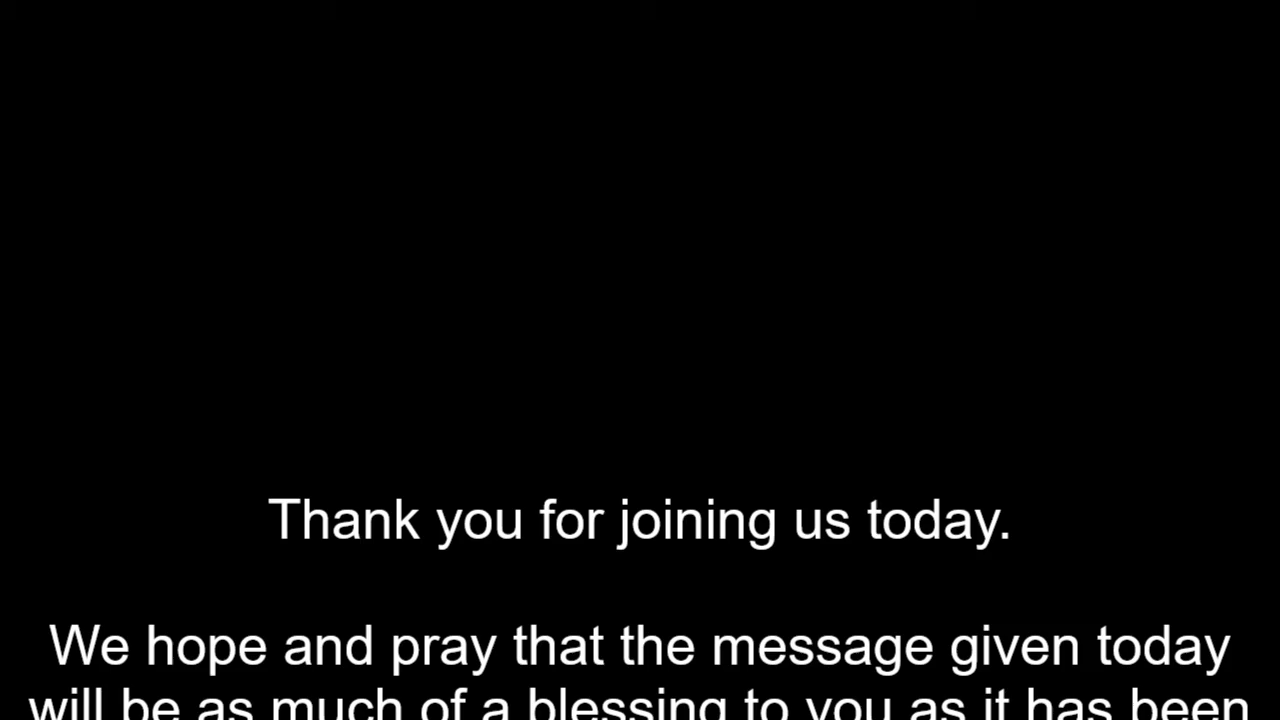 Thank you for joining us today.
We hope and pray that the message given today
will be as much of a blessing to you as it has been